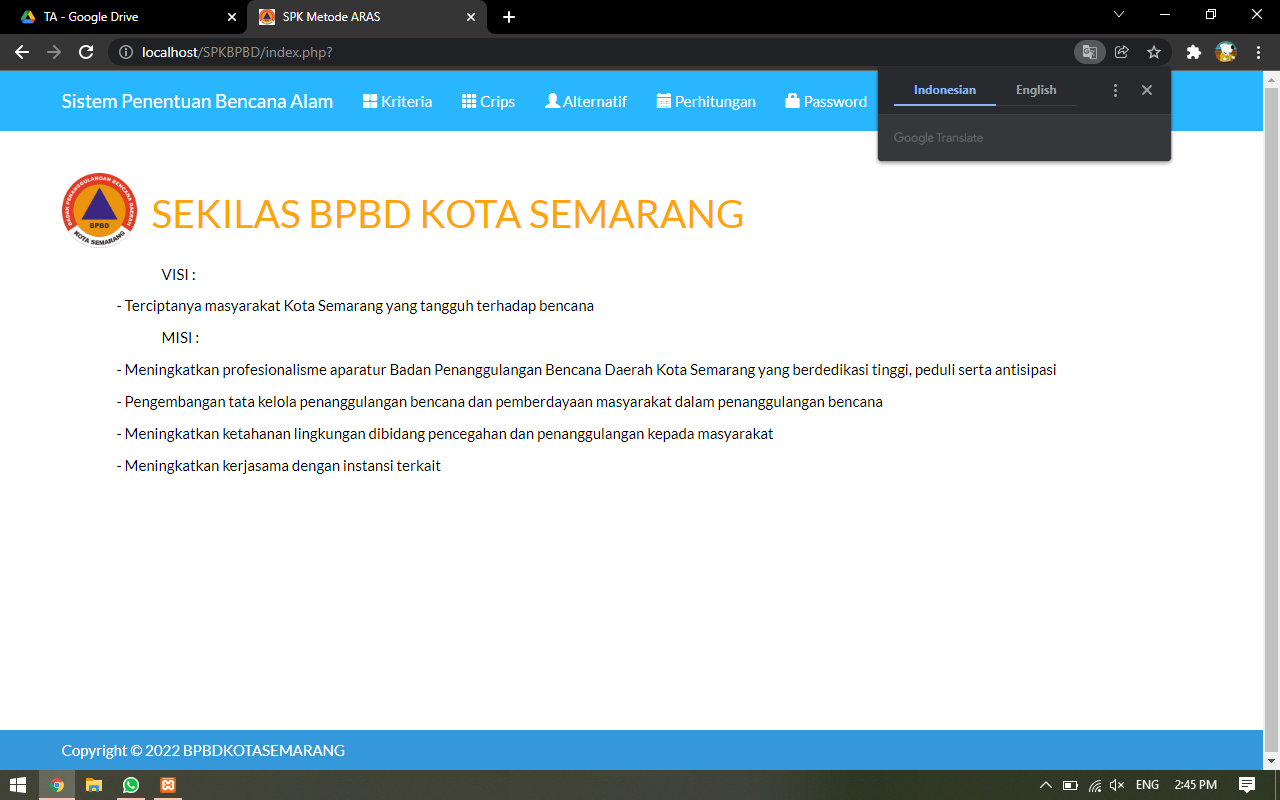 TA - Google Drive
SPK Metode ARAS
localhost/SPKBPBD/index.php?
Indonesian English
Google Translate
Sistem Penentuan Bencana Alam Kriteria Crips Alternatif Perhitungan Password
BADAN PENANGGULANGAN BENCANA DAERAH
BPBD
KOTA SEMARANG
SEKILAS BPBD KOTA SEMARANG
VISI :
- Terciptanya masyarakat Kota Semarang yang tangguh terhadap bencana
MISI :
- Meningkatkan profesionalisme aparatur Badan Penanggulangan Bencana Daerah Kota Semarang yang berdedikasi tinggi, peduli serta antisipasi
- Pengembangan tata kelola penanggulangan bencana dan pemberdayaan masyarakat dalam penanggulangan bencana
- Meningkatkan ketahanan lingkungan dibidang pencegahan dan penanggulangan kepada masyarakat
- Meningkatkan kerjasama dengan instansi terkait
Copyright © 2022 BPBDKOTASEMARANG
ENG 2:45 PM